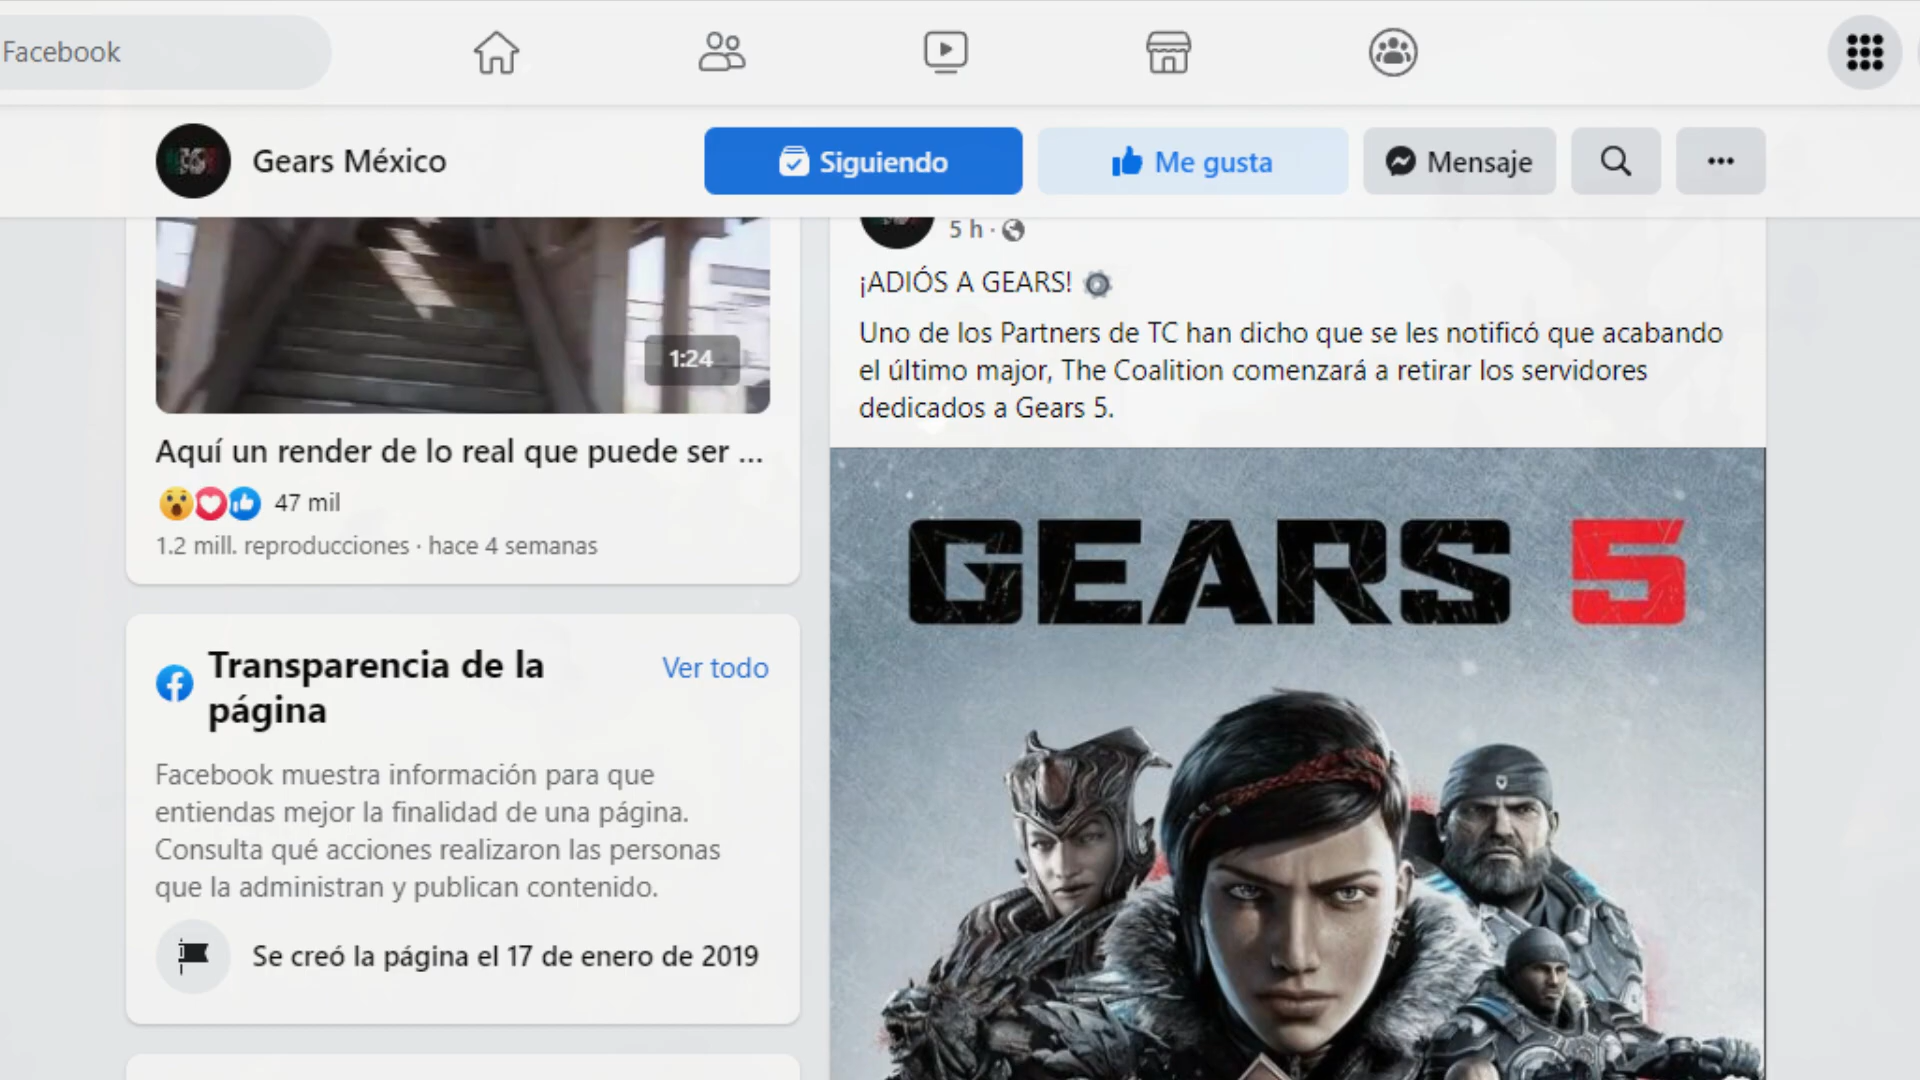 Facebook
Gears México
Siguiendo
Me gusta
Mensaje
1:24
Aquí un render de lo real que puede ser ...
47 mil
1.2 mill. reproducciones · hace 4 semanas
Transparencia de la
página
Ver todo
Facebook muestra información para que
entiendas mejor la finalidad de una página.
Consulta qué acciones realizaron las personas
que la administran y publican contenido.
Se creó la página el 17 de enero de 2019
5 h ·
¡ADIÓS A GEARS!
Uno de los Partners de TC han dicho que se les notificó que acabando
el último major, The Coalition comenzará a retirar los servidores
dedicados a Gears 5.
GEARS 5